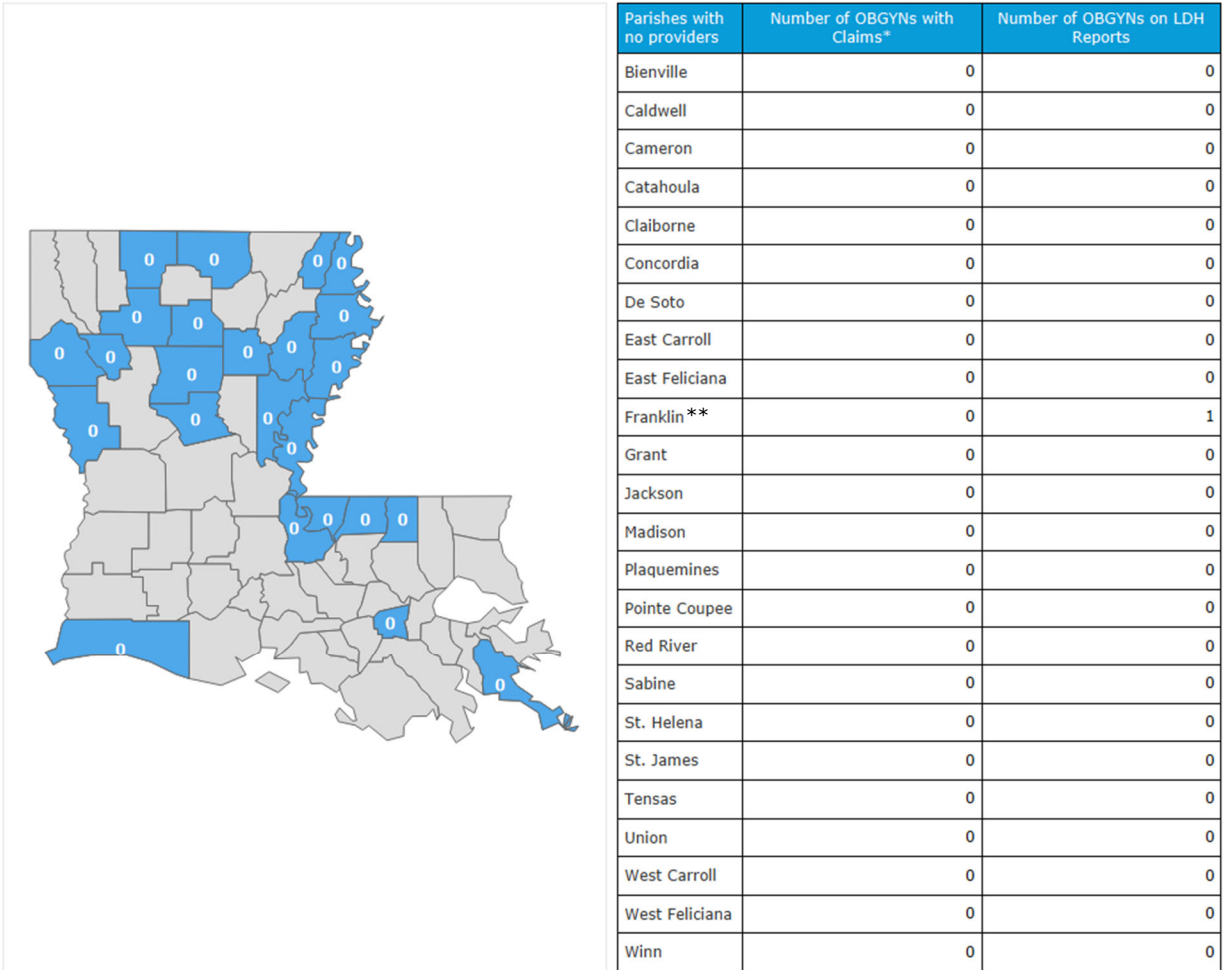 Parishes with no providers Number of OBGYNs with Claims* Number of OBGYNs on LDH Reports
Bienville 0 0
Caldwell 0 0
Cameron 0 0
Catahoula 0 0
Claiborne 0 0
Concordia 0 0
De Soto 0 0
East Carroll 0 0
East Feliciana 0 0
Franklin** 0 1
Grant 0 0
Jackson 0 0
Madison 0 0
Plaquemines 0 0
Pointe Coupee 0 0
Red River 0 0
Sabine 0 0
St. Helena 0 0
St. James 0 0
Tensas 0 0
Union 0 0
West Carroll 0 0
West Feliciana 0 0
Winn 0 0
0 0 0 0
0 0 0
0 0 0 0 0
0
0 0 0
0
0 0 0 0
0
0
0